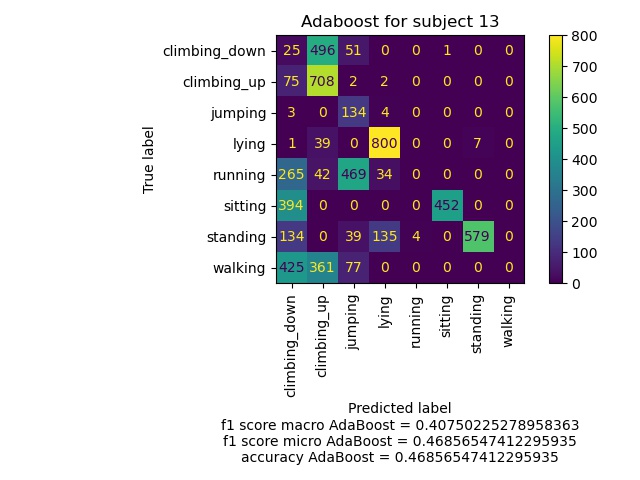 Adaboost for subject 13
climbing_down 25 496 51 0 0 1 0 0
climbing_up 75 708 2 2 0 0 0 0
jumping 3 0 134 4 0 0 0 0
lying 1 39 0 800 0 0 7 0
running 265 42 469 34 0 0 0 0
sitting 394 0 0 0 0 452 0 0
standing 134 0 39 135 4 0 579 0
walking 425 361 77 0 0 0 0 0
True label
climbing_down
climbing_up
jumping
lying
running
sitting
standing
walking
800
700
600
500
400
300
200
100
0
Predicted label
f1 score macro AdaBoost = 0.40750225278958363
f1 score micro AdaBoost = 0.46856547412295935
accuracy AdaBoost = 0.46856547412295935